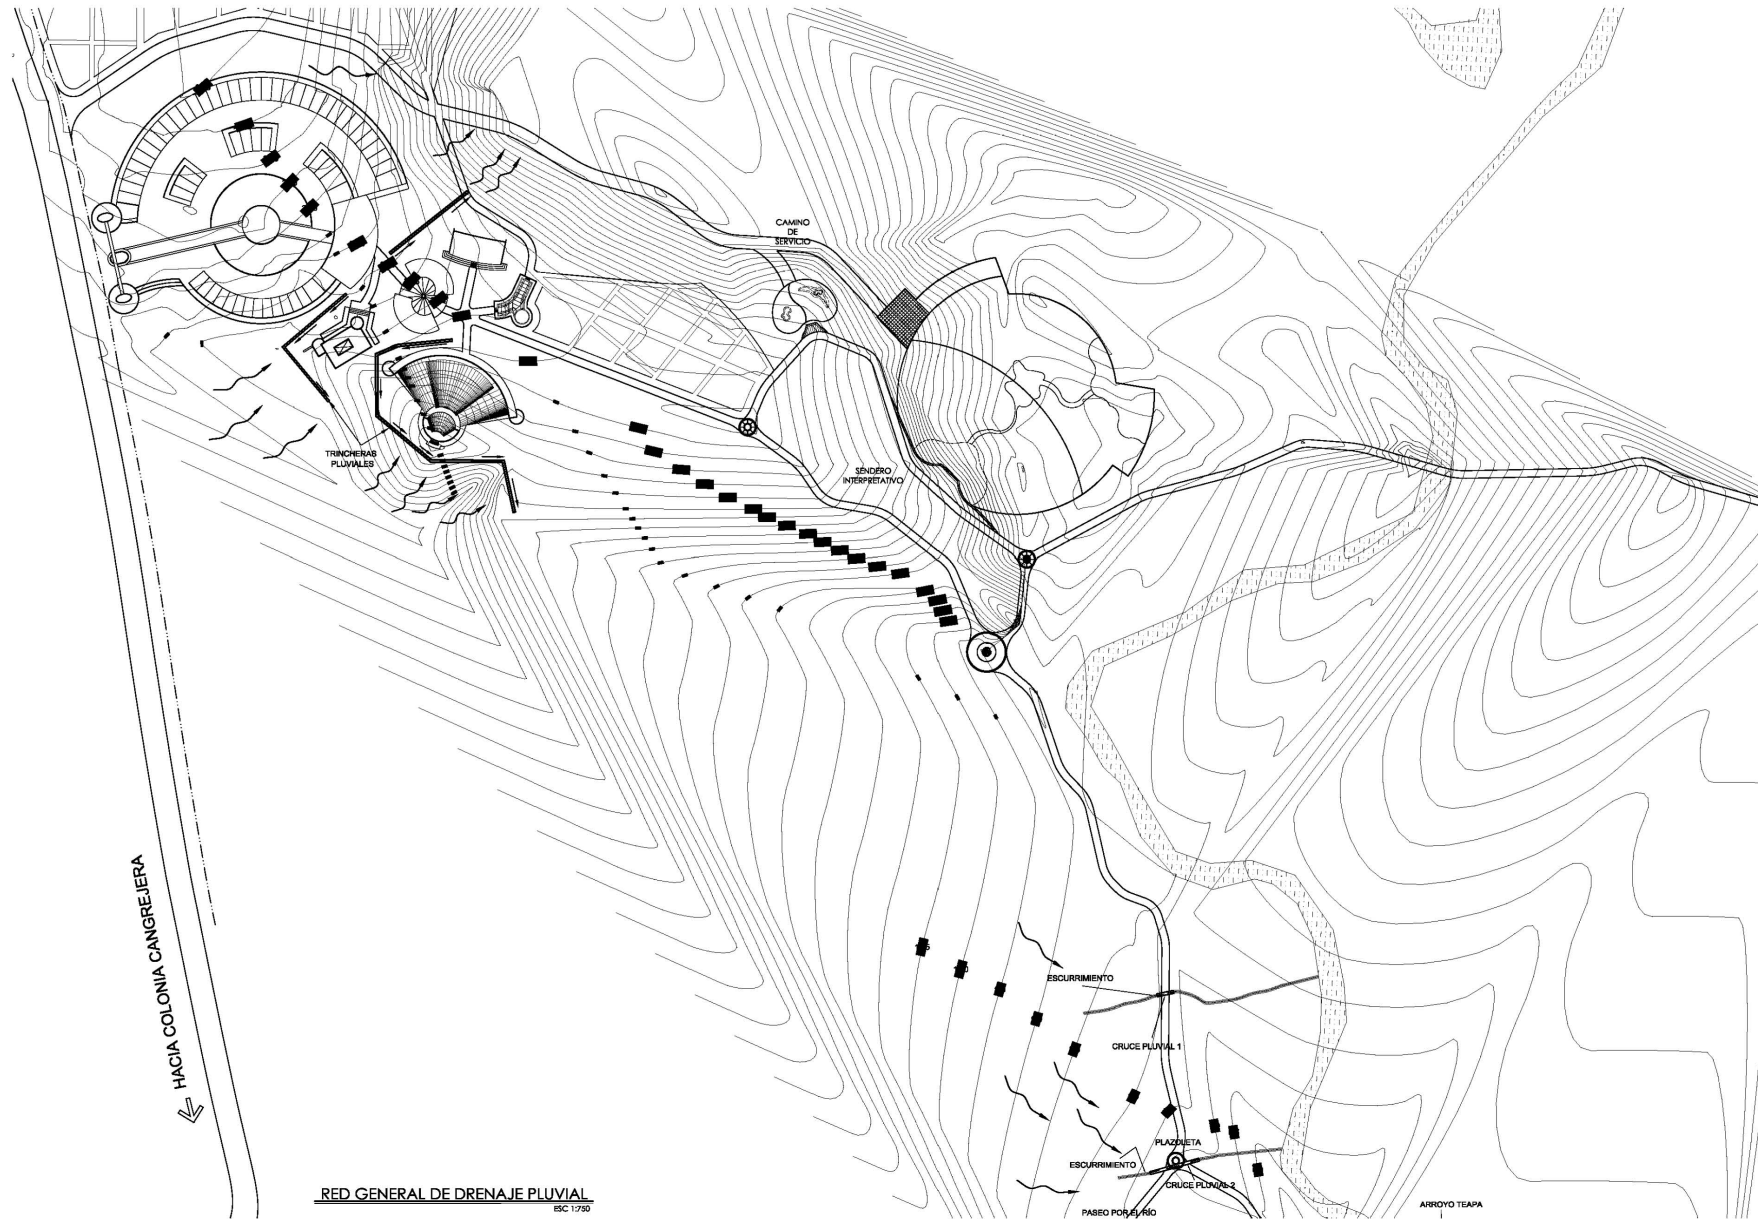 CAMINO
DE
SERVICIO
TRINCHERAS
PLUVIALES
SENDERO
INTERPRETATIVO
HACIA COLONIA CANGREJERA
ESCURRIMIENTO
CRUCE PLUVIAL 1
PLAZOLETA
ESCURRIMIENTO
CRUCE PLUVIAL 2
PASEO POR EL RÍO
ARROYO TEAPA
RED GENERAL DE DRENAJE PLUVIAL
ESC 1:750